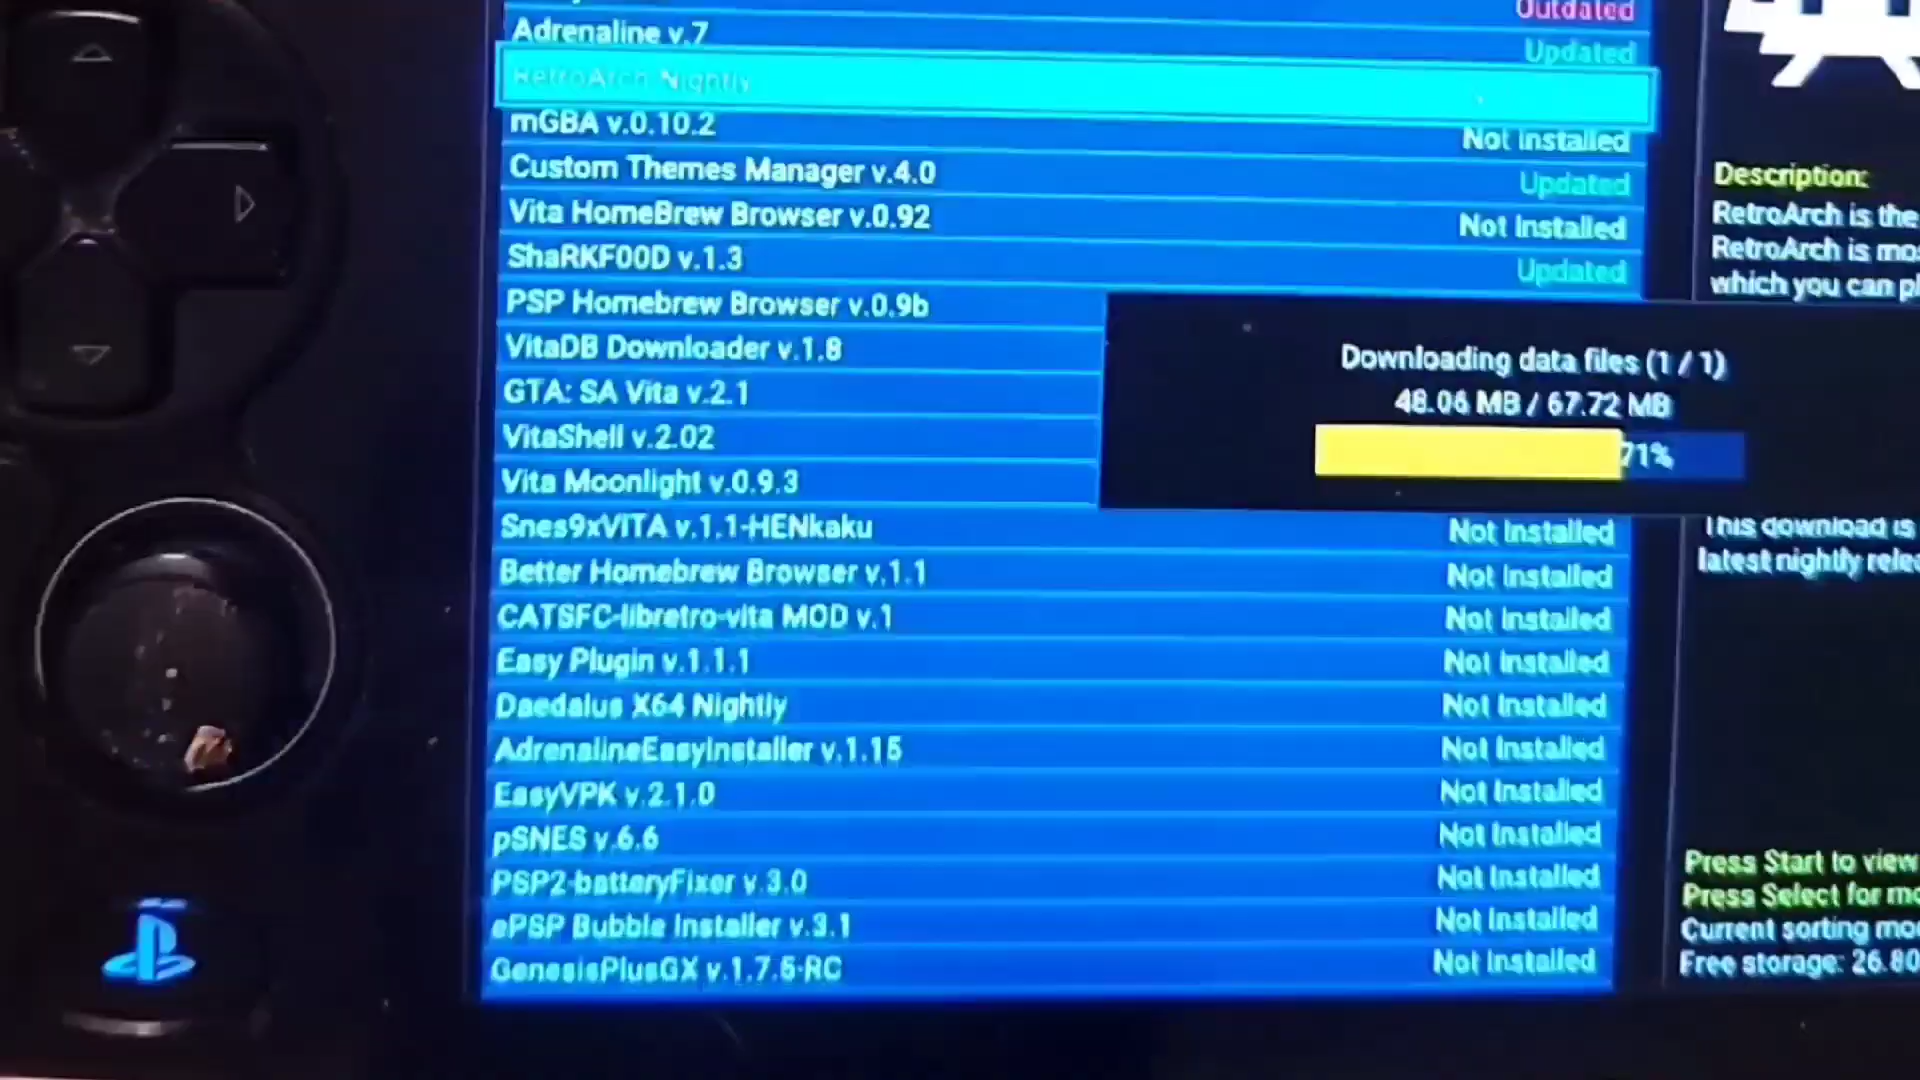 Outdated
Adrenaline v.7
Updated
RetroArch Nightly
mGBA v.0.10.2
Not Installed
Custom Themes Manager v.4.0
Updated
Vita HomeBrew Browser v.0.92
Not Installed
ShaRKF00D v.1.3
Updated
PSP Homebrew Browser v.0.9b
VitaDB Downloader v.1.8
GTA: SA Vita v.2.1
VitaShell v.2.02
Vita Moonlight v.0.9.3
Snes9xVITA v.1.1-HENkaku
Not Installed
Better Homebrew Browser v.1.1
Not Installed
CATSFC-libretro-vita MOD v.1
Not Installed
Easy Plugin v.1.1.1
Not Installed
Daedalus X64 Nightly
Not Installed
AdrenalineEasyInstaller v.1.15
Not Installed
EasyVPK v.2.1.0
Not Installed
pSNES v.6.6
Not Installed
PSP2-batteryFixer v.3.0
Not Installed
ePSP Bubble Installer v.3.1
Not Installed
GenesisPlusGX v.1.7.5-RC
Not Installed
Downloading data files (1 / 1)
48.06 MB / 67.72 MB
71%
Description:
RetroArch is the
RetroArch is
which you can
This download is
latest nightly
Press Start to view
Press Select for
Current sorting
Free storage: 26.80